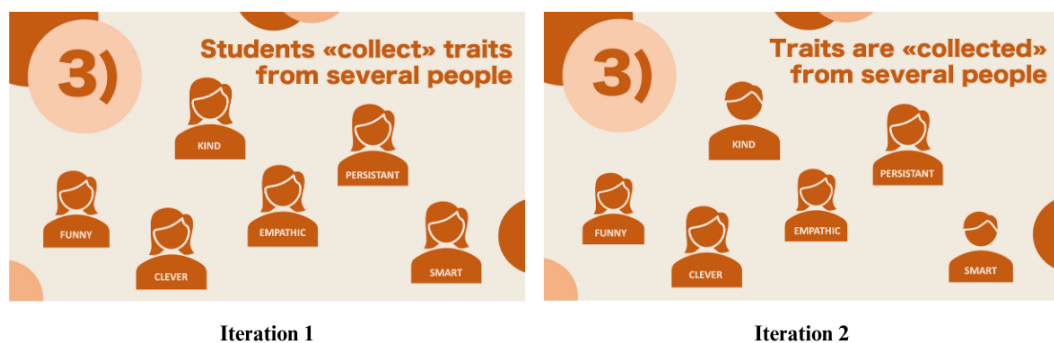 3)
Students «collect» traits
from several people
KIND
PERSISTANT
FUNNY
EMPATHIC
CLEVER
SMART
Iteration 1
3)
Traits are «collected»
from several people
KIND
PERSISTANT
FUNNY
EMPATHIC
CLEVER
SMART
Iteration 2